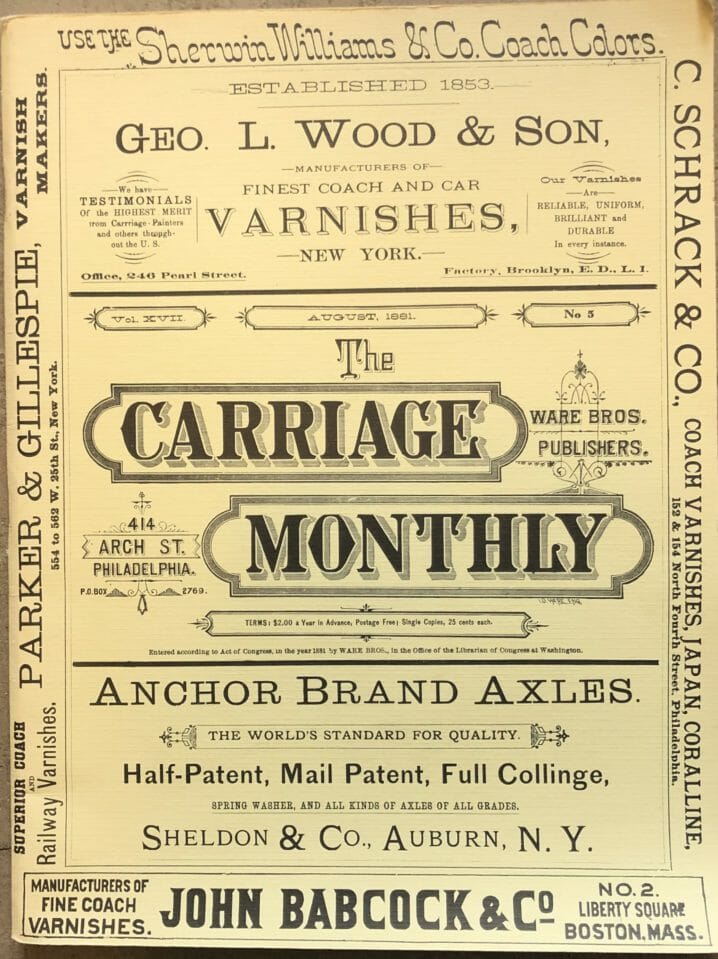 USE THE Sherwin Williams & Co. Coach Colors.
ESTABLISHED 1853.
GEO. L. WOOD & SON,
—MANUFACTURERS OF—
FINEST COACH AND CAR
VARNISHES,
—NEW YORK.—
—We have—
TESTIMONIALS
Of the HIGHEST MERIT
from Carrriage-Painters
and others through-
out the U. S.
Our Varnishes
—Are—
RELIABLE, UNIFORM,
BRILLIANT and
DURABLE
In every instance.
Office, 246 Pearl Street.
Factory, Brooklyn, E. D., L. I.
Vol. XVII.
AUGUST, 1881.
No 5
The
CARRIAGE
MONTHLY
WARE BROS.
PUBLISHERS.
414
ARCH ST.
PHILADELPHIA.
P.O.BOX 2769.
TERMS: $2.00 a Year in Advance, Postage Free; Single Copies, 25 cents each.
Entered according to Act of Congress, in the year 1881 by WARE BROS., in the Office of the Librarian of Congress at Washington.
ANCHOR BRAND AXLES.
THE WORLD'S STANDARD FOR QUALITY.
Half-Patent, Mail Patent, Full Collinge,
SPRING WASHER, AND ALL KINDS OF AXLES OF ALL GRADES.
SHELDON & CO., AUBURN, N. Y.
SUPERIOR COACH
AND
Railway Varnishes.
PARKER & GILLESPIE,
554 to 562 W. 25th St., New York.
VARNISH
MAKERS.
C. SCHRACK & CO.,
COACH VARNISHES, JAPAN, CORALLINE,
152 & 154 North Fourth Street, Philadelphia.
MANUFACTURERS OF
FINE COACH
VARNISHES.
JOHN BABCOCK & Co
NO. 2.
LIBERTY SQUARE
BOSTON, MASS.